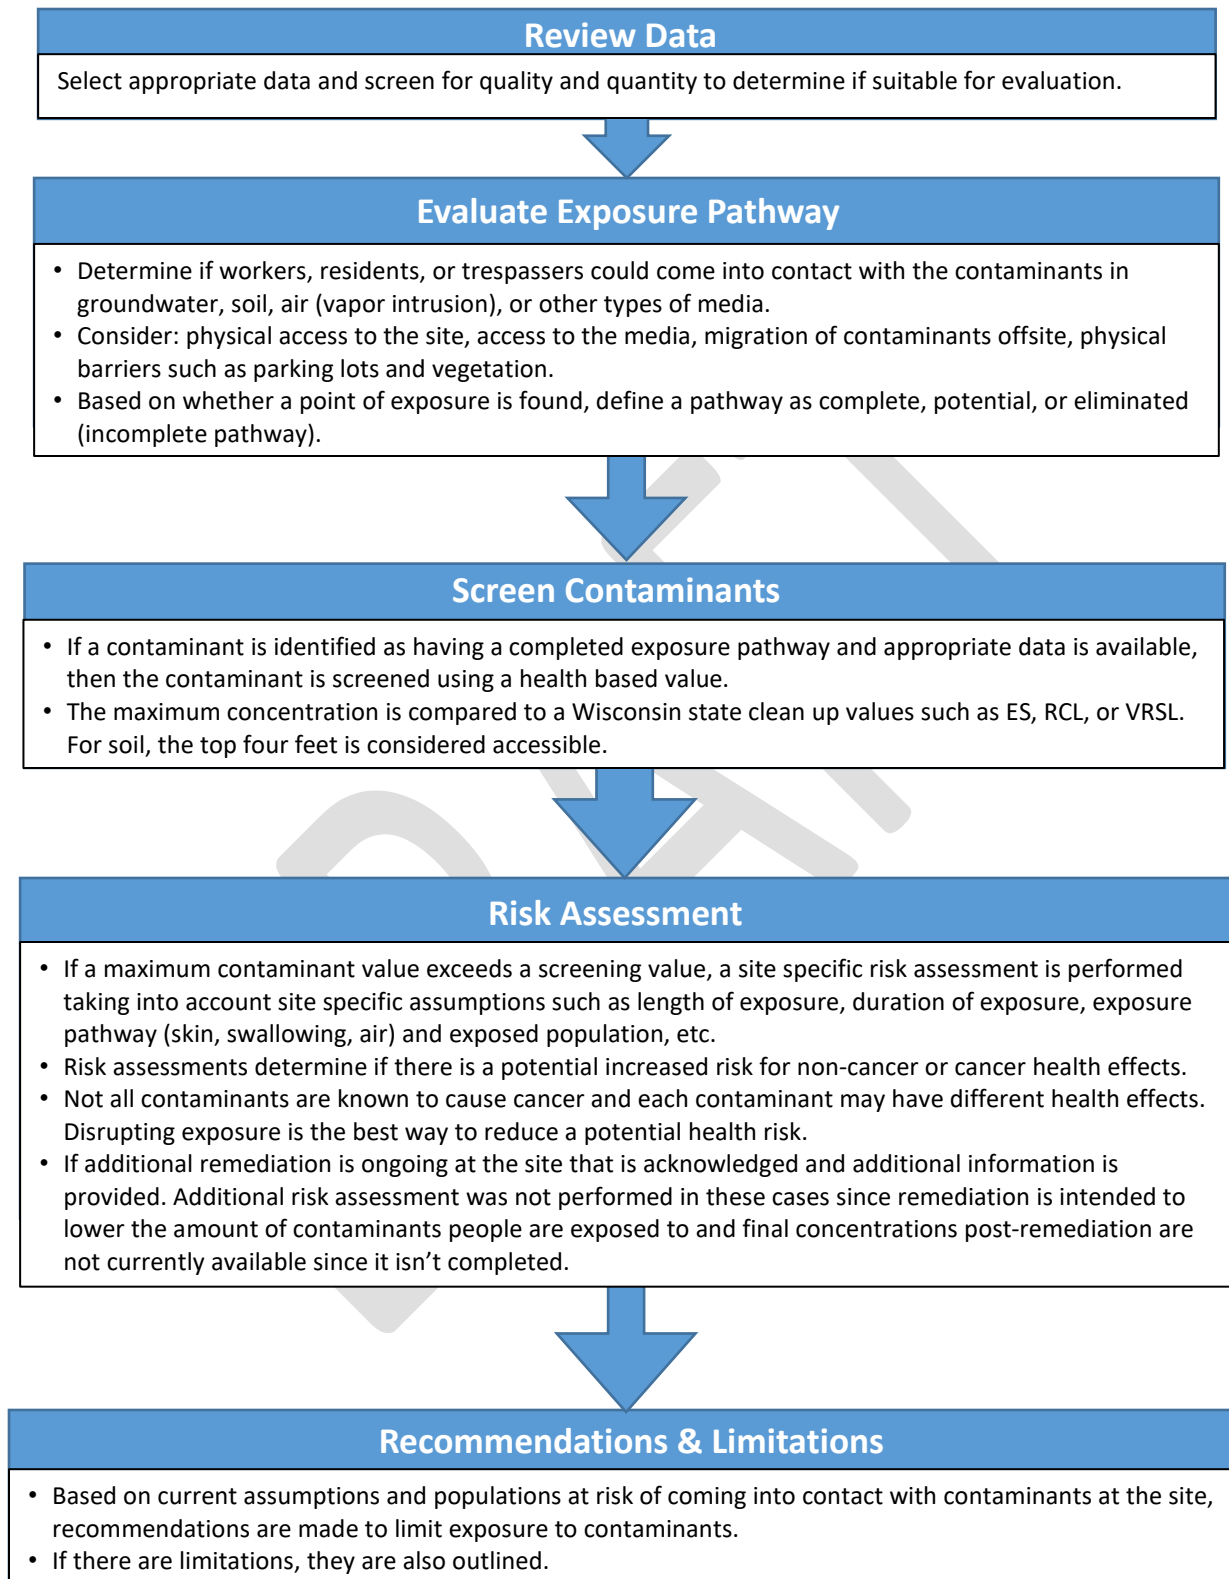 Review Data
Select appropriate data and screen for quality and quantity to determine if suitable for evaluation.
Evaluate Exposure Pathway
• Determine if workers, residents, or trespassers could come into contact with the contaminants in
groundwater, soil, air (vapor intrusion), or other types of media.
• Consider: physical access to the site, access to the media, migration of contaminants offsite, physical
barriers such as parking lots and vegetation.
• Based on whether a point of exposure is found, define a pathway as complete, potential, or eliminated
(incomplete pathway).
Screen Contaminants
• If a contaminant is identified as having a completed exposure pathway and appropriate data is available,
then the contaminant is screened using a health based value.
• The maximum concentration is compared to a Wisconsin state clean up values such as ES, RCL, or VRSL.
For soil, the top four feet is considered accessible.
Risk Assessment
• If a maximum contaminant value exceeds a screening value, a site specific risk assessment is performed
taking into account site specific assumptions such as length of exposure, duration of exposure, exposure
pathway (skin, swallowing, air) and exposed population, etc.
• Risk assessments determine if there is a potential increased risk for non-cancer or cancer health effects.
• Not all contaminants are known to cause cancer and each contaminant may have different health effects.
Disrupting exposure is the best way to reduce a potential health risk.
• If additional remediation is ongoing at the site that is acknowledged and additional information is
provided. Additional risk assessment was not performed in these cases since remediation is intended to
lower the amount of contaminants people are exposed to and final concentrations post-remediation are
not currently available since it isn’t completed.
Recommendations & Limitations
• Based on current assumptions and populations at risk of coming into contact with contaminants at the site,
recommendations are made to limit exposure to contaminants.
• If there are limitations, they are also outlined.